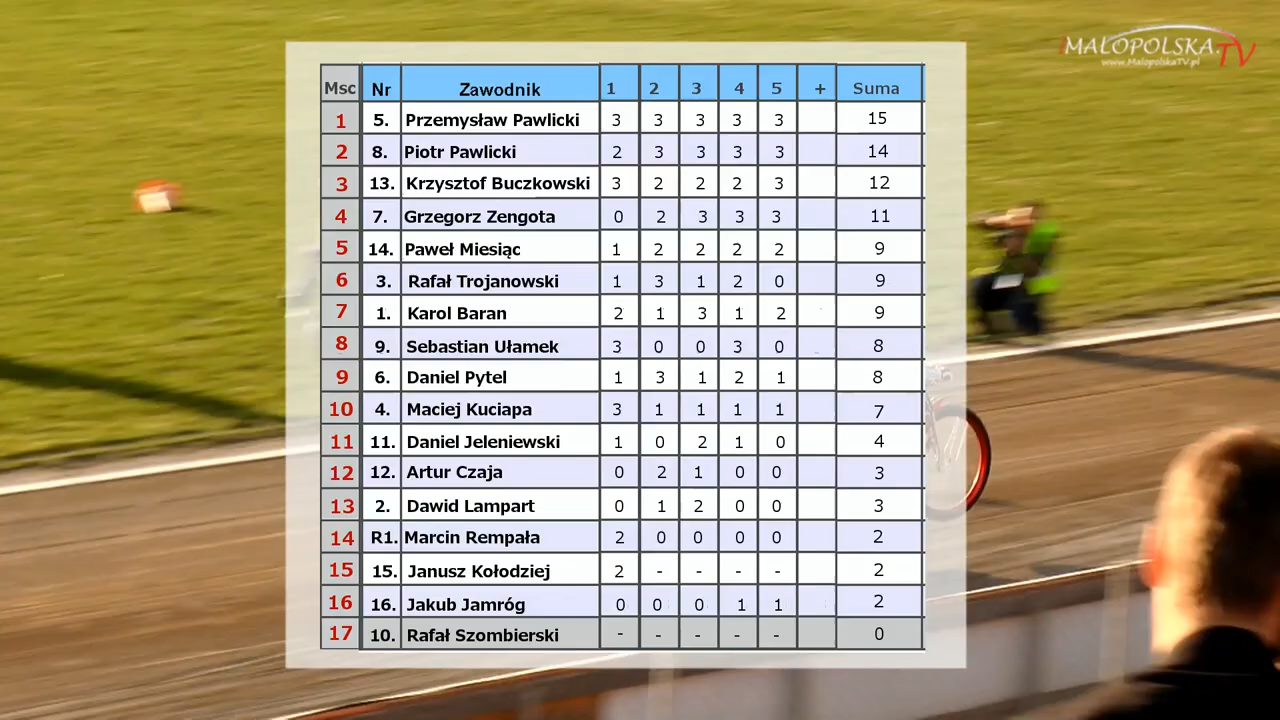 MAŁOPOLSKA.TV
www.MalopolskaTV.pl
Msc Nr Zawodnik 1 2 3 4 5 + Suma
1 5. Przemysław Pawlicki 3 3 3 3 3 15
2 8. Piotr Pawlicki 2 3 3 3 3 14
3 13. Krzysztof Buczkowski 3 2 2 2 3 12
4 7. Grzegorz Zengota 0 2 3 3 3 11
5 14. Paweł Miesiąc 1 2 2 2 2 9
6 3. Rafał Trojanowski 1 3 1 2 0 9
7 1. Karol Baran 2 1 3 1 2 9
8 9. Sebastian Ułamek 3 0 0 3 0 8
9 6. Daniel Pytel 1 3 1 2 1 8
10 4. Maciej Kuciapa 3 1 1 1 1 7
11 11. Daniel Jeleniewski 1 0 2 1 0 4
12 12. Artur Czaja 0 2 1 0 0 3
13 2. Dawid Lampart 0 1 2 0 0 3
14 R1. Marcin Rempała 2 0 0 0 0 2
15 15. Janusz Kołodziej 2 - - - - 2
16 16. Jakub Jamróg 0 0 0 1 1 2
17 10. Rafał Szombierski - - - - - 0